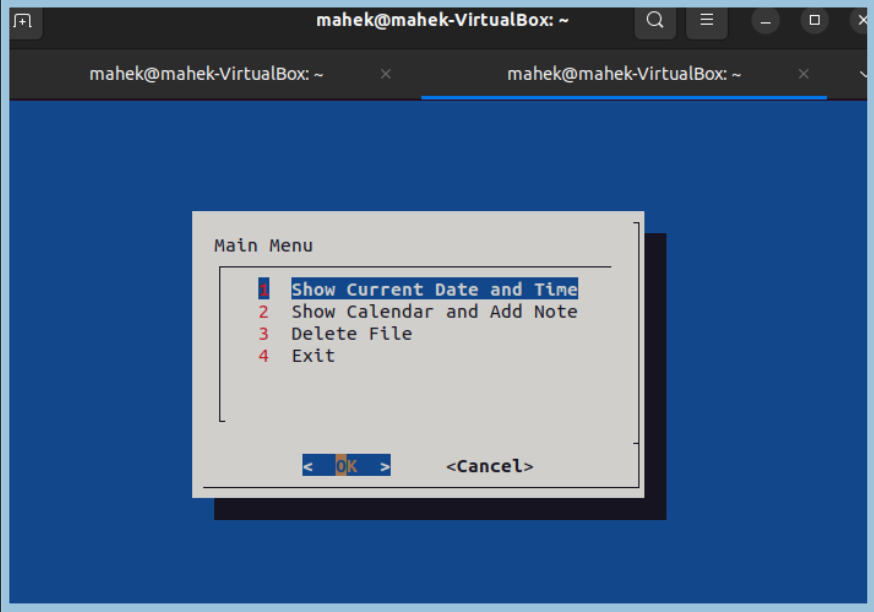 mahek@mahek-VirtualBox: ~
mahek@mahek-VirtualBox: ~
mahek@mahek-VirtualBox: ~
Main Menu
1 Show Current Date and Time
2 Show Calendar and Add Note
3 Delete File
4 Exit
< OK > <Cancel>